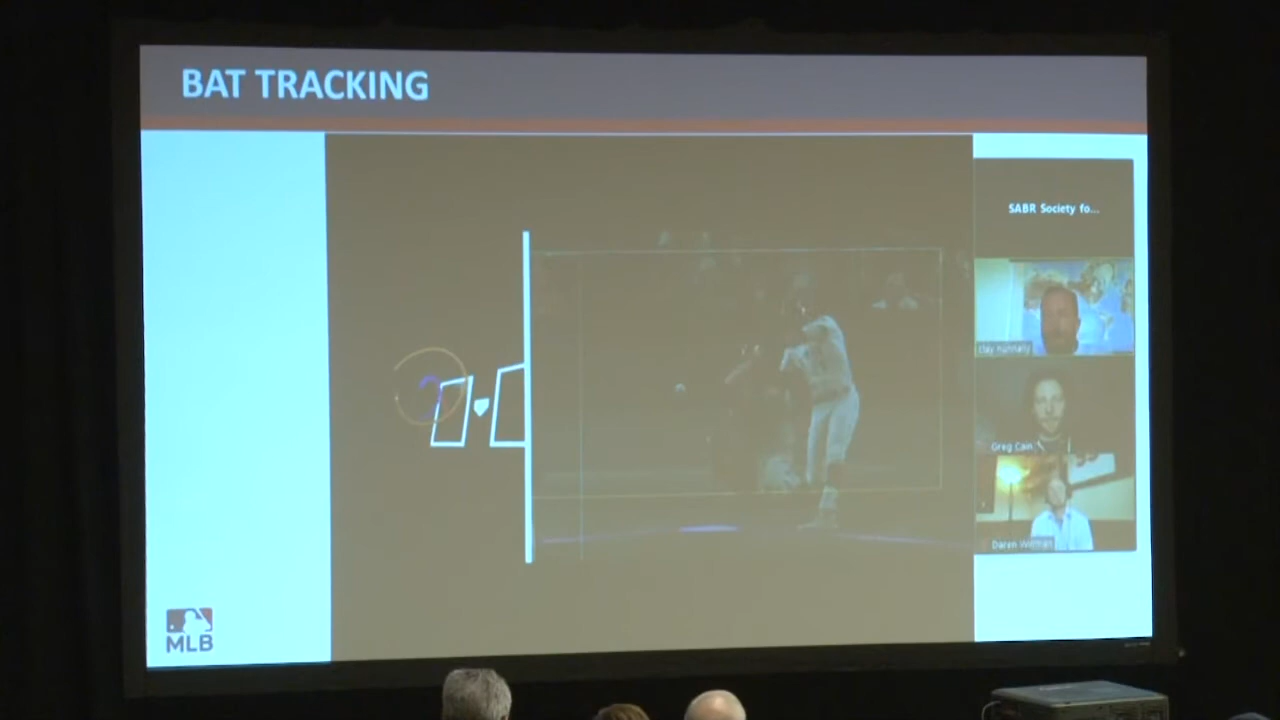 BAT TRACKING
SABR Society fo...
Clay Nunnally
Greg Cain
Daren Willman
MLB